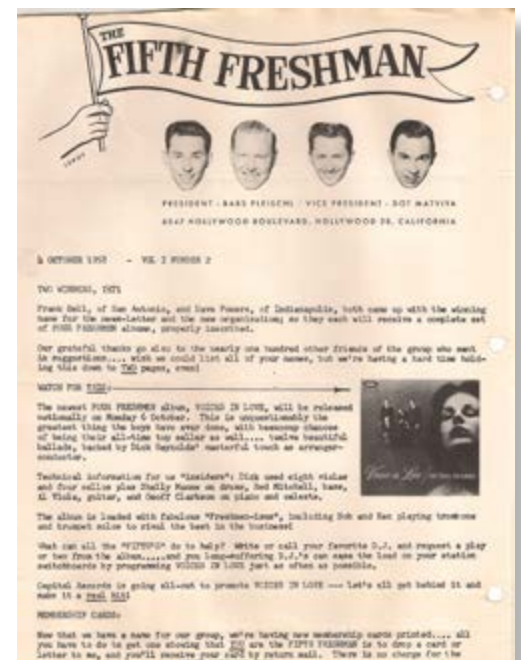 THE
FIFTH FRESHMAN
PRESIDENT - BABS PLEISCHL / VICE PRESIDENT - DOT MATVIYA
6047 HOLLYWOOD BOULEVARD, HOLLYWOOD 28, CALIFORNIA
4 OCTOBER 1958 - VOL I NUMBER 2
TWO WINNERS, YET!
Frank Bell, of San Antonio, and Dave Powers, of Indianapolis, both came up with the winning
name for the news-letter and the new organization; so they each will receive a complete set
of FOUR FRESHMEN albums, properly inscribed.
Our grateful thanks go also to the nearly one hundred other friends of the group who sent
in suggestions.... wish we could list all of your names, but we're having a hard time hold-
ing this down to TWO pages, even!
WATCH FOR THIS:
The newest FOUR FRESHMEN album, VOICES IN LOVE, will be released
nationally on Monday 6 October. This is unquestionably the
greatest thing the boys have ever done, with chances
of being their all-time top seller as well.... twelve beautiful
ballads, backed by Dick Reynolds' masterful touch as arranger-
conductor.
Technical information for us "insiders": Dick used eight violas
and four cellos plus Shelly Manne on drums, Red Mitchell, bass,
Al Viola, guitar, and Geoff Clarkson on piano and celeste.
The album is loaded with fabulous "Freshmen-isms", including Bob and Ken playing trombone
and trumpet solos to rival the best in the business!
What can all the "FIFTH'S" do to help? Write or call your favorite D.J. and request a play
or two from the album.....and you long-suffering D.J.'s can ease the load on your station
switchboards by programming VOICES IN LOVE just as often as possible.
Capitol Records is going all-out to promote VOICES IN LOVE --- Let's all get behind it and
make it a real hit!
Voices in Love
MEMBERSHIP CARDS:
Now that we have a name for our group, we're having new membership cards printed.... all
you have to do to get one showing that YOU are the FIFTH FRESHMAN is to drop a card or
letter to me, and you'll receive your card by return mail. There is no charge for the